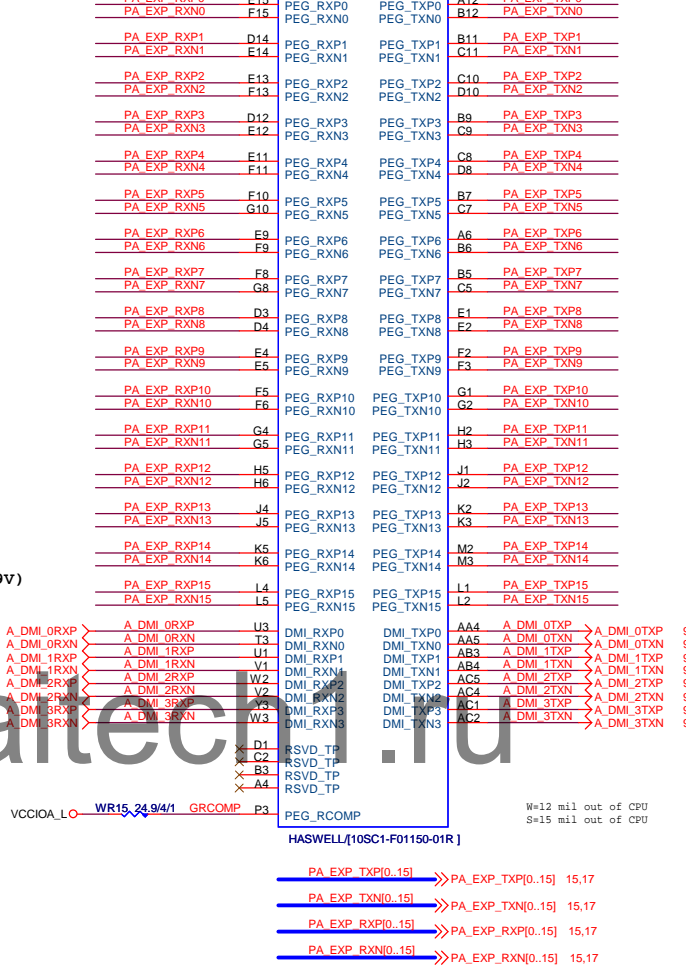 PA_EXP_RXN0 F15 PEG_RXP0 PEG_TXP0 B12 PA_EXP_TXN0
PEG_RXN0 PEG_TXN0
PA_EXP_RXP1 D14 PEG_RXP1 PEG_TXP1 B11 PA_EXP_TXP1
PA_EXP_RXN1 E14 PEG_RXN1 PEG_TXN1 C11 PA_EXP_TXN1
PA_EXP_RXP2 E13 PEG_RXP2 PEG_TXP2 C10 PA_EXP_TXP2
PA_EXP_RXN2 F13 PEG_RXN2 PEG_TXN2 D10 PA_EXP_TXN2
PA_EXP_RXP3 D12 PEG_RXP3 PEG_TXP3 B9 PA_EXP_TXP3
PA_EXP_RXN3 E12 PEG_RXN3 PEG_TXN3 C9 PA_EXP_TXN3
PA_EXP_RXP4 E11 PEG_RXP4 PEG_TXP4 C8 PA_EXP_TXP4
PA_EXP_RXN4 F11 PEG_RXN4 PEG_TXN4 D8 PA_EXP_TXN4
PA_EXP_RXP5 F10 PEG_RXP5 PEG_TXP5 B7 PA_EXP_TXP5
PA_EXP_RXN5 G10 PEG_RXN5 PEG_TXN5 C7 PA_EXP_TXN5
PA_EXP_RXP6 E9 PEG_RXP6 PEG_TXP6 A6 PA_EXP_TXP6
PA_EXP_RXN6 F9 PEG_RXN6 PEG_TXN6 B6 PA_EXP_TXN6
PA_EXP_RXP7 F8 PEG_RXP7 PEG_TXP7 B5 PA_EXP_TXP7
PA_EXP_RXN7 G8 PEG_RXN7 PEG_TXN7 C5 PA_EXP_TXN7
PA_EXP_RXP8 D3 PEG_RXP8 PEG_TXP8 E1 PA_EXP_TXP8
PA_EXP_RXN8 D4 PEG_RXN8 PEG_TXN8 E2 PA_EXP_TXN8
PA_EXP_RXP9 E4 PEG_RXP9 PEG_TXP9 F2 PA_EXP_TXP9
PA_EXP_RXN9 E5 PEG_RXN9 PEG_TXN9 F3 PA_EXP_TXN9
PA_EXP_RXP10 F5 PEG_RXP10 PEG_TXP10 G1 PA_EXP_TXP10
PA_EXP_RXN10 F6 PEG_RXN10 PEG_TXN10 G2 PA_EXP_TXN10
PA_EXP_RXP11 G4 PEG_RXP11 PEG_TXP11 H2 PA_EXP_TXP11
PA_EXP_RXN11 G5 PEG_RXN11 PEG_TXN11 H3 PA_EXP_TXN11
PA_EXP_RXP12 H5 PEG_RXP12 PEG_TXP12 J1 PA_EXP_TXP12
PA_EXP_RXN12 H6 PEG_RXN12 PEG_TXN12 J2 PA_EXP_TXN12
PA_EXP_RXP13 J4 PEG_RXP13 PEG_TXP13 K2 PA_EXP_TXP13
PA_EXP_RXN13 J5 PEG_RXN13 PEG_TXN13 K3 PA_EXP_TXN13
PA_EXP_RXP14 K5 PEG_RXP14 PEG_TXP14 M2 PA_EXP_TXP14
PA_EXP_RXN14 K6 PEG_RXN14 PEG_TXN14 M3 PA_EXP_TXN14
PA_EXP_RXP15 L4 PEG_RXP15 PEG_TXP15 L1 PA_EXP_TXP15
PA_EXP_RXN15 L5 PEG_RXN15 PEG_TXN15 L2 PA_EXP_TXN15
A_DMI_0RXP A_DMI_0RXP U3 DMI_RXP0 DMI_TXP0 AA4 A_DMI_0TXP A_DMI_0TXP
A_DMI_0RXN A_DMI_0RXN T3 DMI_RXN0 DMI_TXN0 AA5 A_DMI_0TXN A_DMI_0TXN
A_DMI_1RXP A_DMI_1RXP U1 DMI_RXP1 DMI_TXP1 AB3 A_DMI_1TXP A_DMI_1TXP
A_DMI_1RXN A_DMI_1RXN V1 DMI_RXN1 DMI_TXN1 AB4 A_DMI_1TXN A_DMI_1TXN
A_DMI_2RXP A_DMI_2RXP W2 DMI_RXP2 DMI_TXP2 AC5 A_DMI_2TXP A_DMI_2TXP
A_DMI_2RXN A_DMI_2RXN V2 DMI_RXN2 DMI_TXN2 AC4 A_DMI_2TXN A_DMI_2TXN
A_DMI_3RXP A_DMI_3RXP Y3 DMI_RXP3 DMI_TXP3 AC1 A_DMI_3TXP A_DMI_3TXP
A_DMI_3RXN A_DMI_3RXN W3 DMI_RXN3 DMI_TXN3 AC2 A_DMI_3TXN A_DMI_3TXN
aitech1.ru
D1 RSVD_TP
C2 RSVD_TP
B3 RSVD_TP
A4 RSVD_TP
VCCIOA_L WR15 24.9/4/1 GRCOMP P3 PEG_RCOMP
W=12 mil out of CPU
S=15 mil out of CPU
HASWELL/[10SC1-F01150-01R ]
PA_EXP_TXP[0..15] PA_EXP_TXP[0..15] 15,17
PA_EXP_TXN[0..15] PA_EXP_TXN[0..15] 15,17
PA_EXP_RXP[0..15] PA_EXP_RXP[0..15] 15,17
PA_EXP_RXN[0..15] PA_EXP_RXN[0..15] 15,17